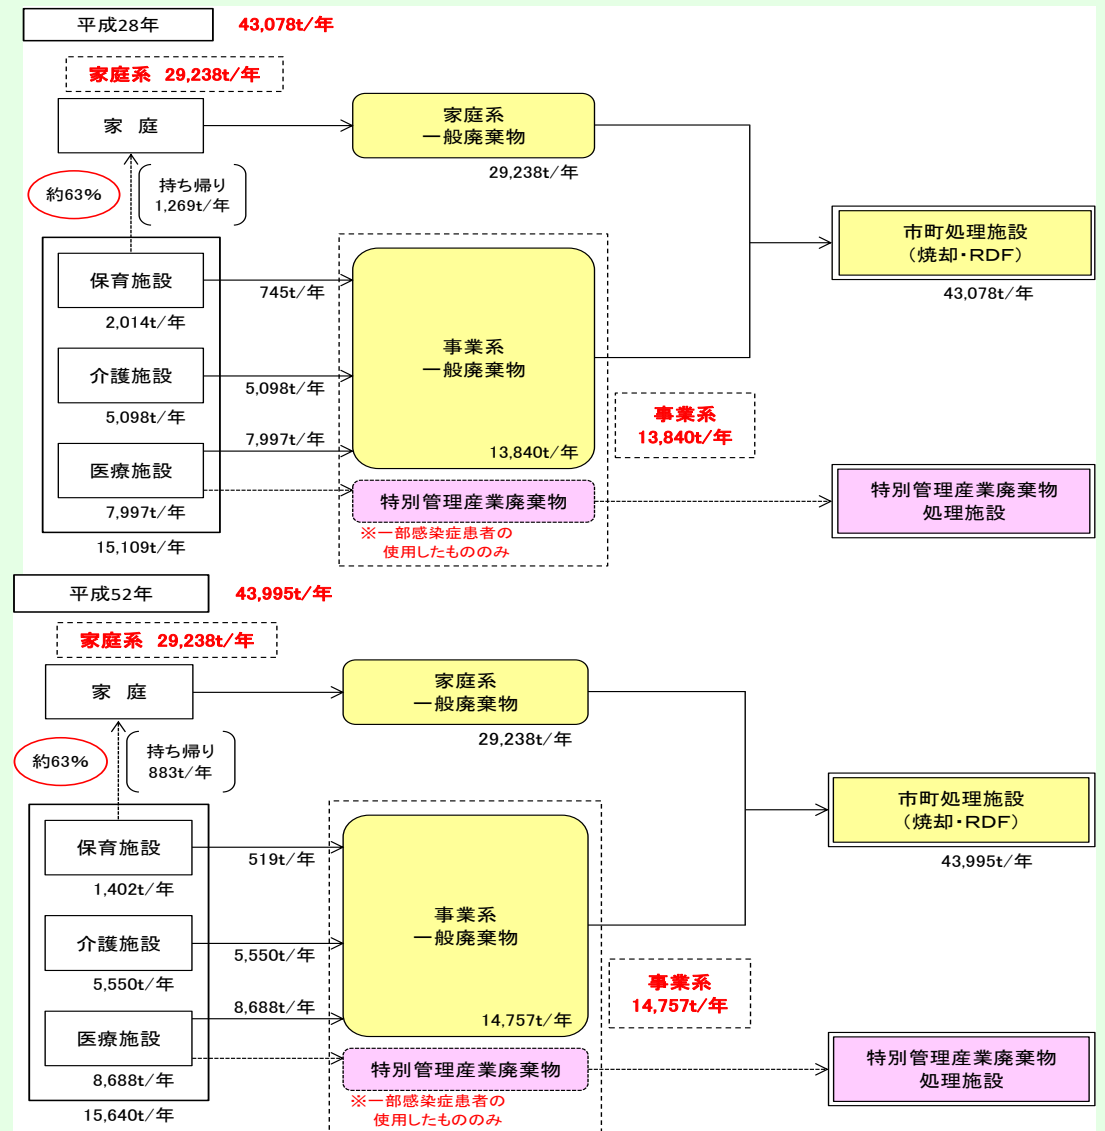 平成28年
43,078t/年
家庭系 29,238t/年
家 庭
家庭系
一般廃棄物
29,238t/年
約63%
持ち帰り
1,269t/年
市町処理施設
（焼却・RDF）
43,078t/年
保育施設
2,014t/年
745t/年
介護施設
5,098t/年
5,098t/年
医療施設
7,997t/年
7,997t/年
15,109t/年
事業系
一般廃棄物
13,840t/年
事業系
13,840t/年
特別管理産業廃棄物
※一部感染症患者の
使用したもののみ
特別管理産業廃棄物
処理施設
平成52年
43,995t/年
家庭系 29,238t/年
家 庭
家庭系
一般廃棄物
29,238t/年
約63%
持ち帰り
883t/年
市町処理施設
（焼却・RDF）
43,995t/年
保育施設
1,402t/年
519t/年
介護施設
5,550t/年
5,550t/年
医療施設
8,688t/年
8,688t/年
15,640t/年
事業系
一般廃棄物
14,757t/年
事業系
14,757t/年
特別管理産業廃棄物
※一部感染症患者の
使用したもののみ
特別管理産業廃棄物
処理施設